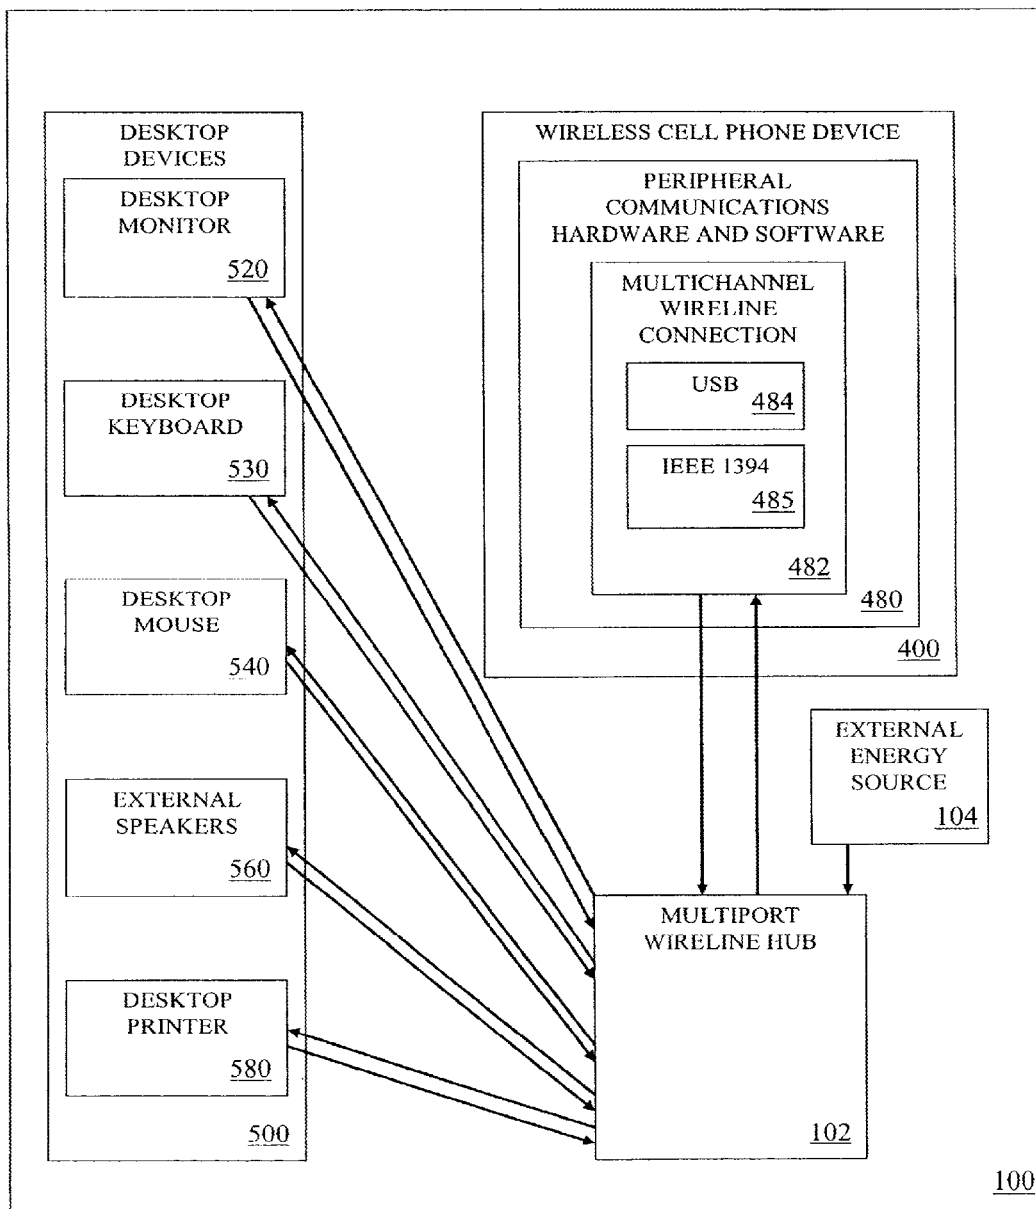 DESKTOP
DEVICES
DESKTOP
MONITOR
520
DESKTOP
KEYBOARD
530
DESKTOP
MOUSE
540
EXTERNAL
SPEAKERS
560
DESKTOP
PRINTER
580
500
WIRELESS CELL PHONE DEVICE
PERIPHERAL
COMMUNICATIONS
HARDWARE AND SOFTWARE
MULTICHANNEL
WIRELINE
CONNECTION
USB
484
IEEE 1394
485
482
480
400
EXTERNAL
ENERGY
SOURCE
104
MULTIPORT
WIRELINE HUB
102
100